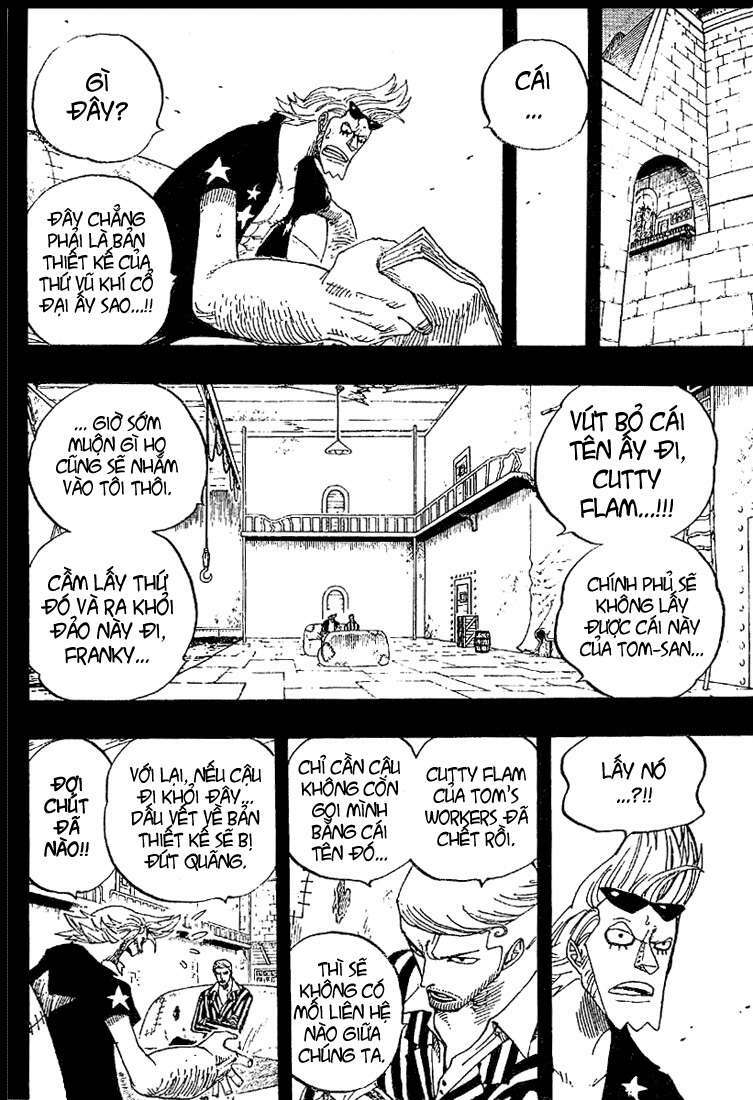 CÁI
...
GÌ
ĐÂY?
ĐÂY CHẲNG
PHẢI LÀ BẢN
THIẾT KẾ CỦA
THỨ VŨ KHÍ CỔ
ĐẠI ẤY SAO...!!
VỨT BỎ CÁI
TÊN ẤY ĐI,
CUTTY
FLAM...!!!
CHÍNH PHỦ SẼ
KHÔNG LẤY
ĐƯỢC CÁI NÀY
CỦA TOM-SAN,
... GIỜ SỚM
MUỘN GÌ HỌ
CŨNG SẼ NHẮM
VÀO TÔI THÔI.
CẦM LẤY THỨ
ĐÓ VÀ RA KHỎI
ĐẢO NÀY ĐI,
FRANKY...
LẤY NÓ
...?!!
CUTTY FLAM
CỦA TOM'S
WORKERS ĐÃ
CHẾT RỒI.
CHỈ CẦN CẬU
KHÔNG CÒN
GỌI MÌNH
BẰNG CÁI
TÊN ĐÓ...
THÌ SẼ
KHÔNG CÓ
MỐI LIÊN HỆ
NÀO GIỮA
CHÚNG TA.
VỚI LẠI, NẾU CẬU
ĐI KHỎI ĐÂY...
DẤU VẾT VỀ BẢN
THIẾT KẾ SẼ BỊ
ĐỨT QUÃNG.
ĐỢI
CHÚT
ĐÃ
NÀO!!